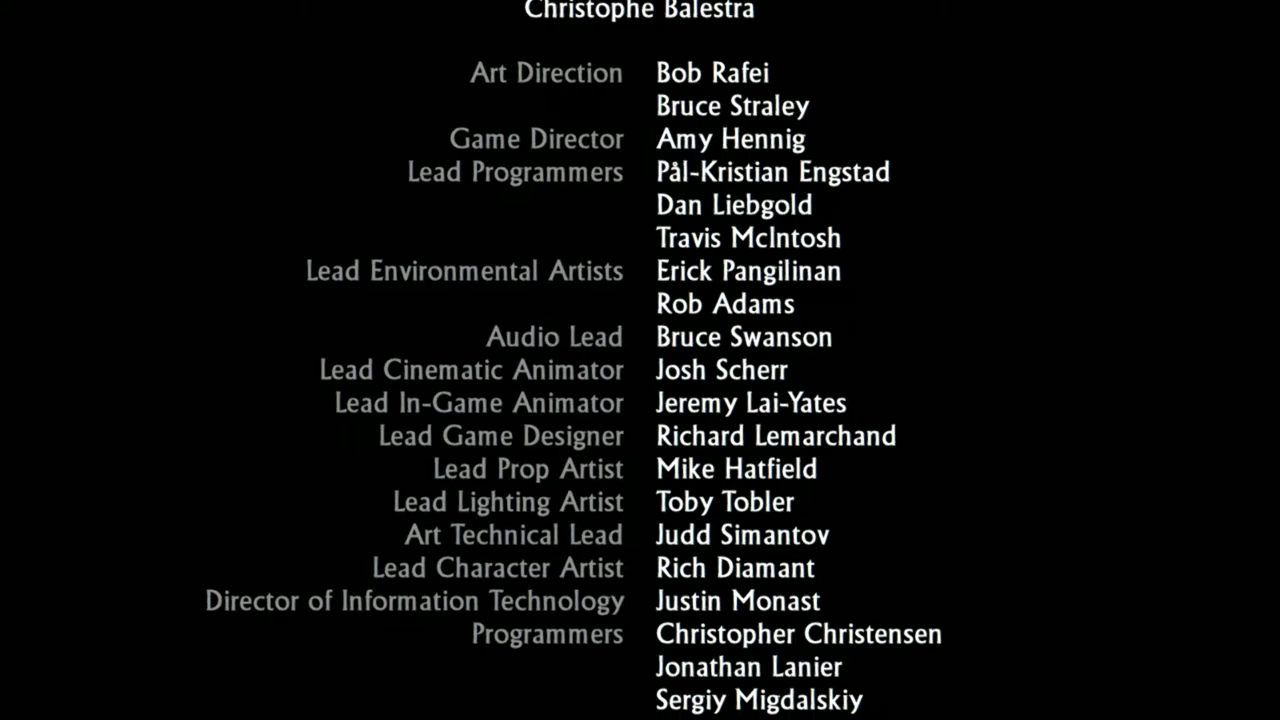 Christophe Balestra
Art Direction Bob Rafei
Bruce Straley
Game Director Amy Hennig
Lead Programmers Pål-Kristian Engstad
Dan Liebgold
Travis McIntosh
Lead Environmental Artists Erick Pangilinan
Rob Adams
Audio Lead Bruce Swanson
Lead Cinematic Animator Josh Scherr
Lead In-Game Animator Jeremy Lai-Yates
Lead Game Designer Richard Lemarchand
Lead Prop Artist Mike Hatfield
Lead Lighting Artist Toby Tobler
Art Technical Lead Judd Simantov
Lead Character Artist Rich Diamant
Director of Information Technology Justin Monast
Programmers Christopher Christensen
Jonathan Lanier
Sergiy Migdalskiy